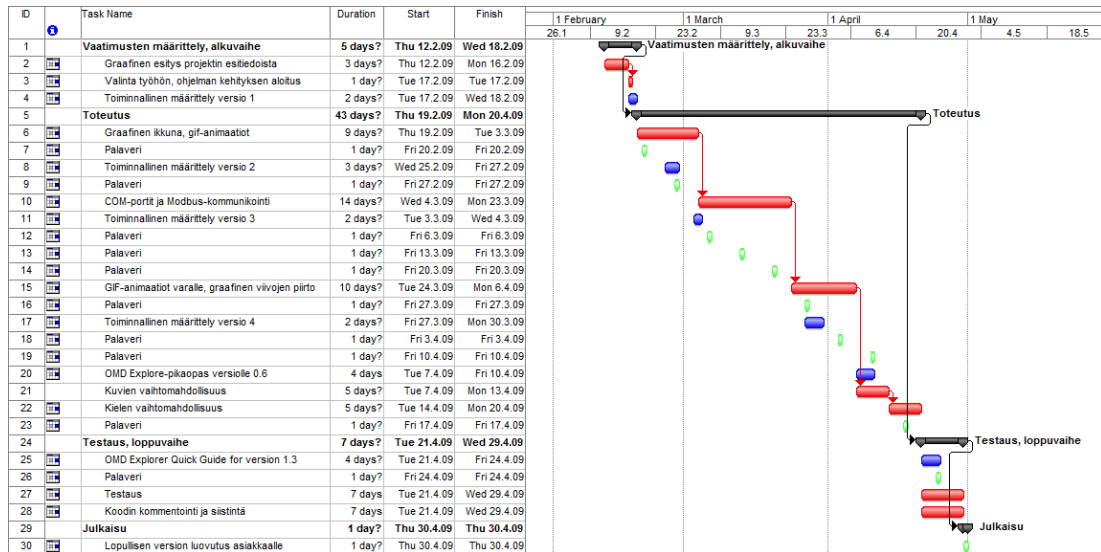 ID Task Name Duration Start Finish 1 February 1 March 1 April 1 May
26.1 9.2 23.2 9.3 23.3 6.4 20.4 4.5 18.5
1 Vaatimusten määrittely, alkuvaihe 5 days? Thu 12.2.09 Wed 18.2.09 Vaatimusten määrittely, alkuvaihe
2 Graafinen esitys projektin esitiedoista 3 days? Thu 12.2.09 Mon 16.2.09
3 Valinta työhön, ohjelman kehityksen aloitus 1 day? Tue 17.2.09 Tue 17.2.09
4 Toiminnallinen määrittely versio 1 2 days? Tue 17.2.09 Wed 18.2.09
5 Toteutus 43 days? Thu 19.2.09 Mon 20.4.09 Toteutus
6 Graafinen ikkuna, gif-animaatiot 9 days? Thu 19.2.09 Tue 3.3.09
7 Palaveri 1 day? Fri 20.2.09 Fri 20.2.09
8 Toiminnallinen määrittely versio 2 3 days? Wed 25.2.09 Fri 27.2.09
9 Palaveri 1 day? Fri 27.2.09 Fri 27.2.09
10 COM-portit ja Modbus-kommunikointi 14 days? Wed 4.3.09 Mon 23.3.09
11 Toiminnallinen määrittely versio 3 2 days? Tue 3.3.09 Wed 4.3.09
12 Palaveri 1 day? Fri 6.3.09 Fri 6.3.09
13 Palaveri 1 day? Fri 13.3.09 Fri 13.3.09
14 Palaveri 1 day? Fri 20.3.09 Fri 20.3.09
15 GIF-animaatiot varalle, graafinen viivojen piirto 10 days? Tue 24.3.09 Mon 6.4.09
16 Palaveri 1 day? Fri 27.3.09 Fri 27.3.09
17 Toiminnallinen määrittely versio 4 2 days? Fri 27.3.09 Mon 30.3.09
18 Palaveri 1 day? Fri 3.4.09 Fri 3.4.09
19 Palaveri 1 day? Fri 10.4.09 Fri 10.4.09
20 OMD Explore-pikaopas versiolle 0.6 4 days Tue 7.4.09 Fri 10.4.09
21 Kuvien vaihtomahdollisuus 5 days? Tue 7.4.09 Mon 13.4.09
22 Kielen vaihtomahdollisuus 5 days? Tue 14.4.09 Mon 20.4.09
23 Palaveri 1 day? Fri 17.4.09 Fri 17.4.09
24 Testaus, loppuvaihe 7 days? Tue 21.4.09 Wed 29.4.09 Testaus, loppuvaihe
25 OMD Explorer Quick Guide for version 1.3 4 days? Tue 21.4.09 Fri 24.4.09
26 Palaveri 1 day? Fri 24.4.09 Fri 24.4.09
27 Testaus 7 days Tue 21.4.09 Wed 29.4.09
28 Koodin kommentointi ja siistintä 7 days Tue 21.4.09 Wed 29.4.09
29 Julkaisu 1 day? Thu 30.4.09 Thu 30.4.09 Julkaisu
30 Lopullisen version luovutus asiakkaalle 1 day? Thu 30.4.09 Thu 30.4.09